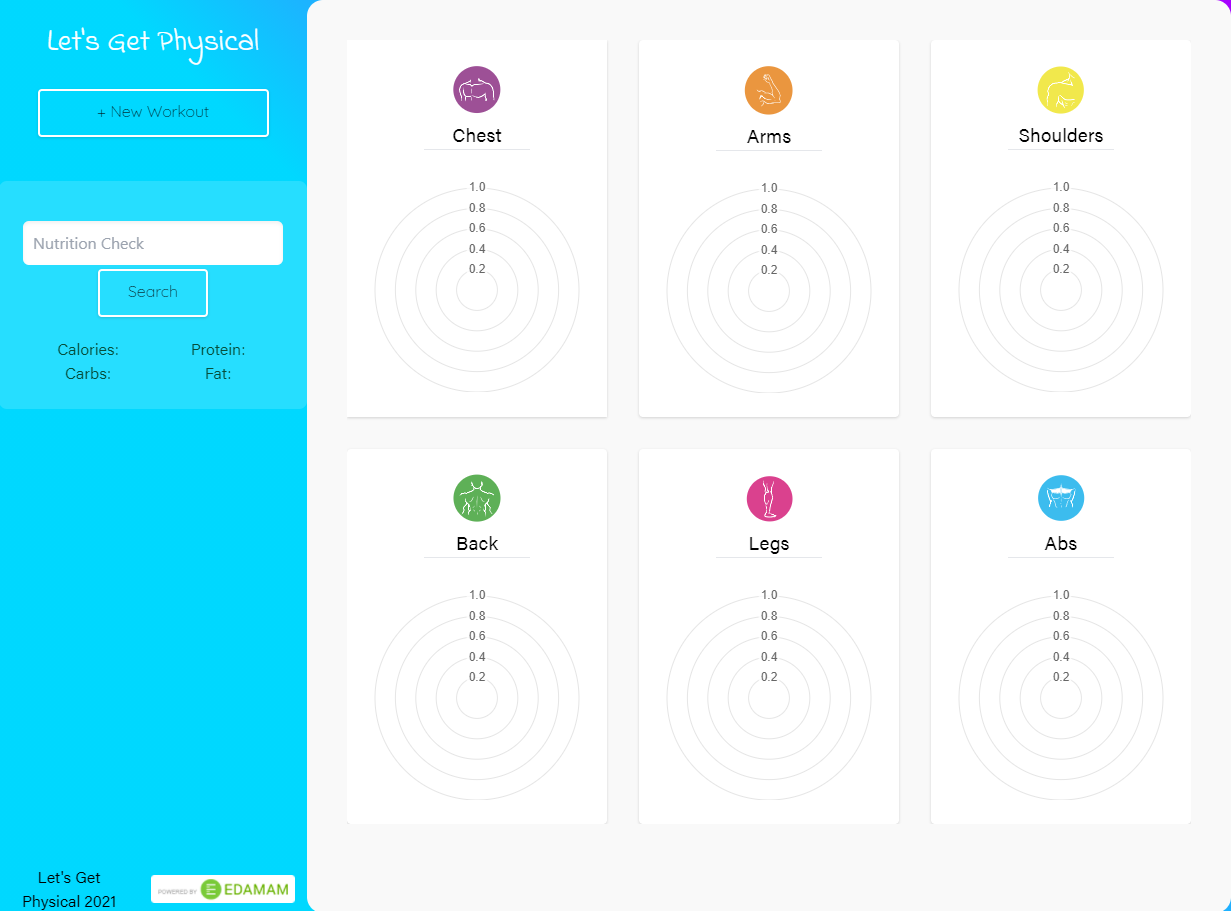 Let's Get Physical
+ New Workout
Nutrition Check
Search
Calories:
Protein:
Carbs:
Fat:
Let's Get
Physical 2021
POWERED BY EDAMAM
Chest
1.0
0.8
0.6
0.4
0.2
Arms
1.0
0.8
0.6
0.4
0.2
Shoulders
1.0
0.8
0.6
0.4
0.2
Back
1.0
0.8
0.6
0.4
0.2
Legs
1.0
0.8
0.6
0.4
0.2
Abs
1.0
0.8
0.6
0.4
0.2